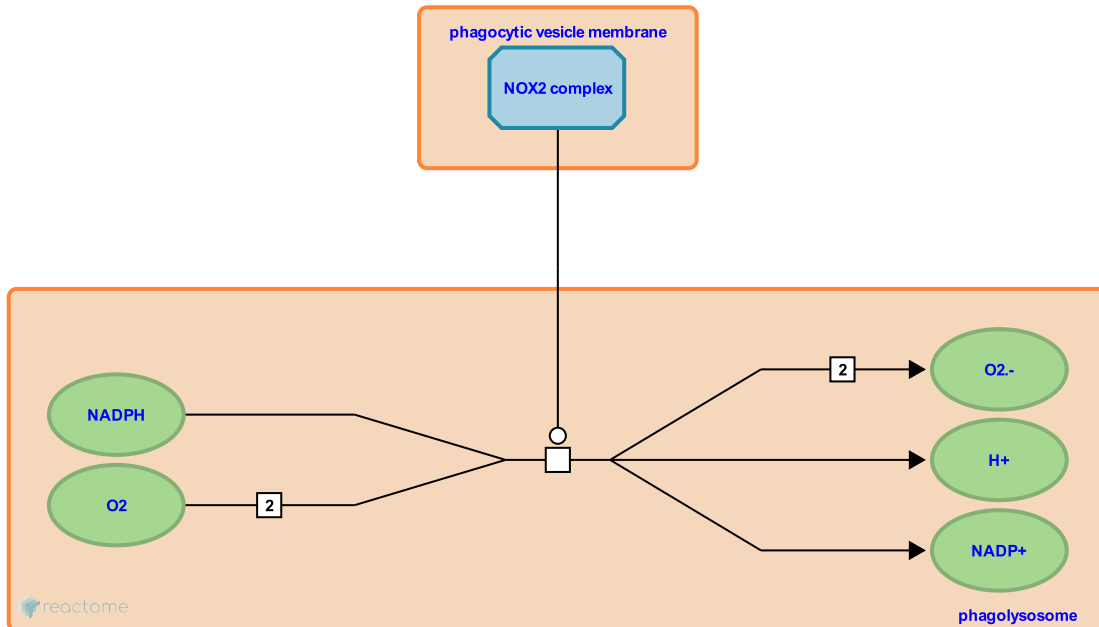 phagocytic vesicle membrane
NOX2 complex
2
O2.-
NADPH
H+
O2
2
NADP+
reactome
phagolysosome